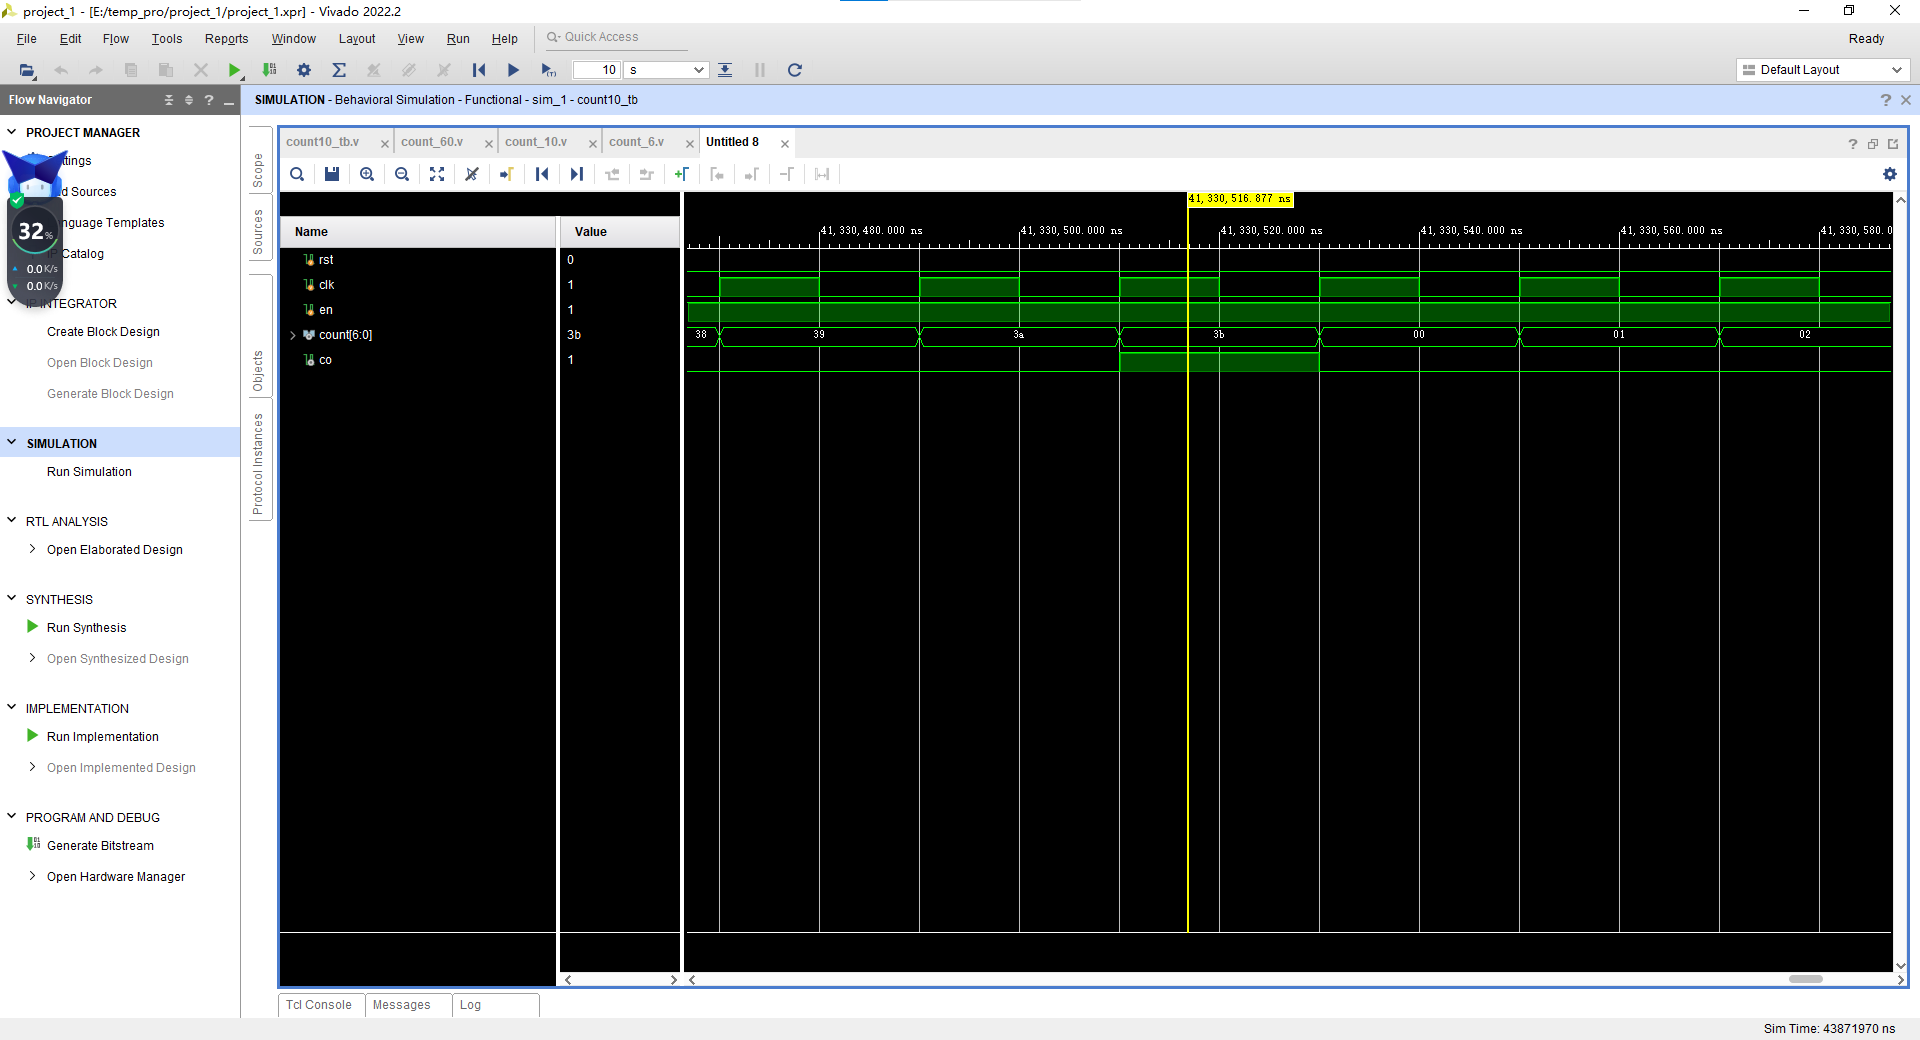 project_1 - [E:/temp_pro/project_1/project_1.xpr] - Vivado 2022.2
File Edit Flow Tools Reports Window Layout View Run Help Quick Access Ready
10 s Default Layout
Flow Navigator
PROJECT MANAGER
Sources
Language Templates
Catalog
32%
0.0K/s
0.0K/s
IP INTEGRATOR
Create Block Design
Open Block Design
Generate Block Design
SIMULATION
Run Simulation
RTL ANALYSIS
Open Elaborated Design
SYNTHESIS
Run Synthesis
Open Synthesized Design
IMPLEMENTATION
Run Implementation
Open Implemented Design
PROGRAM AND DEBUG
Generate Bitstream
Open Hardware Manager
SIMULATION - Behavioral Simulation - Functional - sim_1 - count10_tb
Scope
Sources
Objects
Protocol Instances
count10_tb.v count_60.v count_10.v count_6.v Untitled 8
41,330,516.877 ns
Name Value
41,330,480.000 ns 41,330,500.000 ns 41,330,520.000 ns 41,330,540.000 ns 41,330,560.000 ns 41,330,580.0
rst 0
clk 1
en 1
count[6:0] 3b 38 39 3a 3b 00 01 02
co 1
Tcl Console Messages Log
Sim Time: 43871970 ns